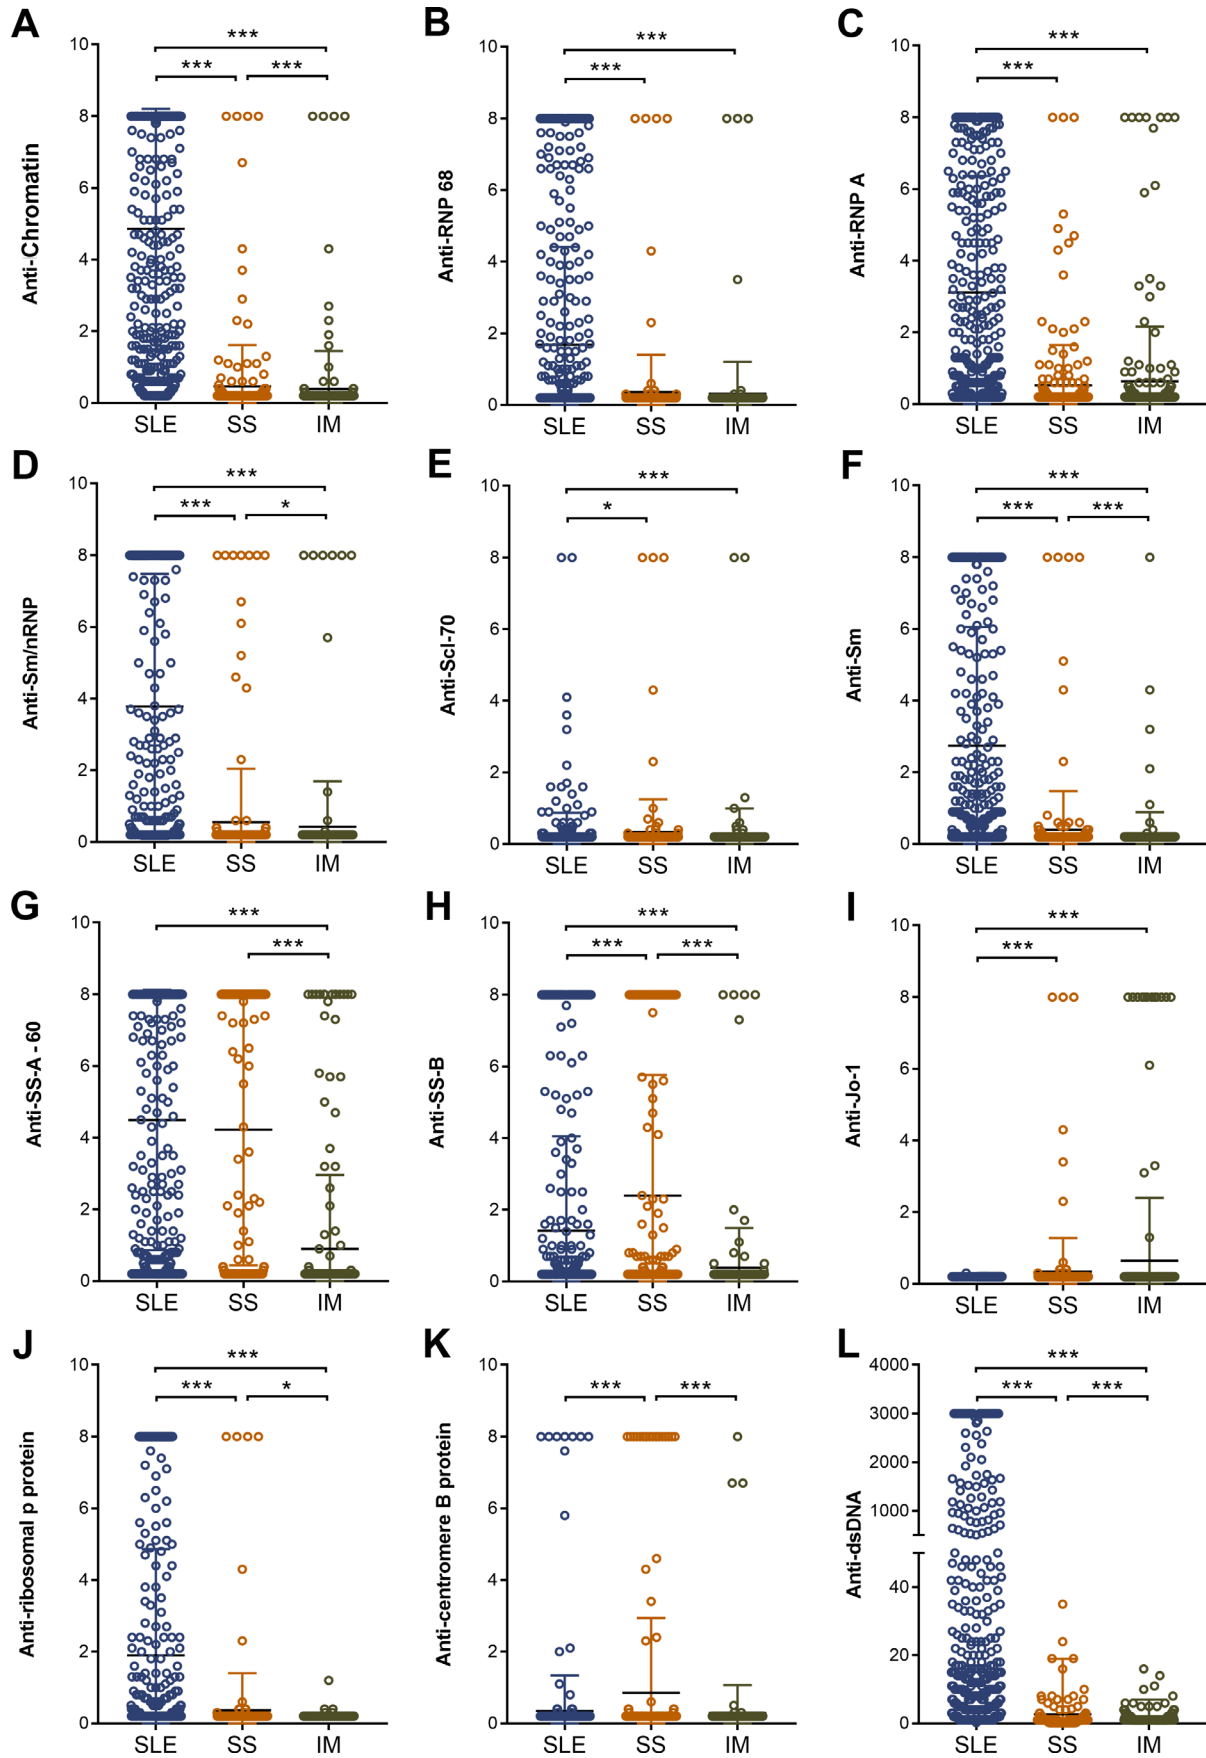 A
B
C
***
***
***
***
***
***
***
10
8
6
4
2
0
Anti-Chromatin
SLE SS IM
10
8
6
4
2
0
Anti-RNP 68
SLE SS IM
10
8
6
4
2
0
Anti-RNP A
SLE SS IM
D
E
F
***
***
*
***
*
***
***
***
10
8
6
4
2
0
Anti-Sm/nRNP
SLE SS IM
10
8
6
4
2
0
Anti-Scl-70
SLE SS IM
10
8
6
4
2
0
Anti-Sm
SLE SS IM
G
H
I
***
***
***
***
***
***
***
10
8
6
4
2
0
Anti-SS-A - 60
SLE SS IM
10
8
6
4
2
0
Anti-SS-B
SLE SS IM
10
8
6
4
2
0
Anti-Jo-1
SLE SS IM
J
K
L
***
***
*
***
***
***
***
***
10
8
6
4
2
0
Anti-ribosomal p protein
SLE SS IM
10
8
6
4
2
0
Anti-centromere B protein
SLE SS IM
4000
3000
2000
1000
40
20
0
Anti-dsDNA
SLE SS IM